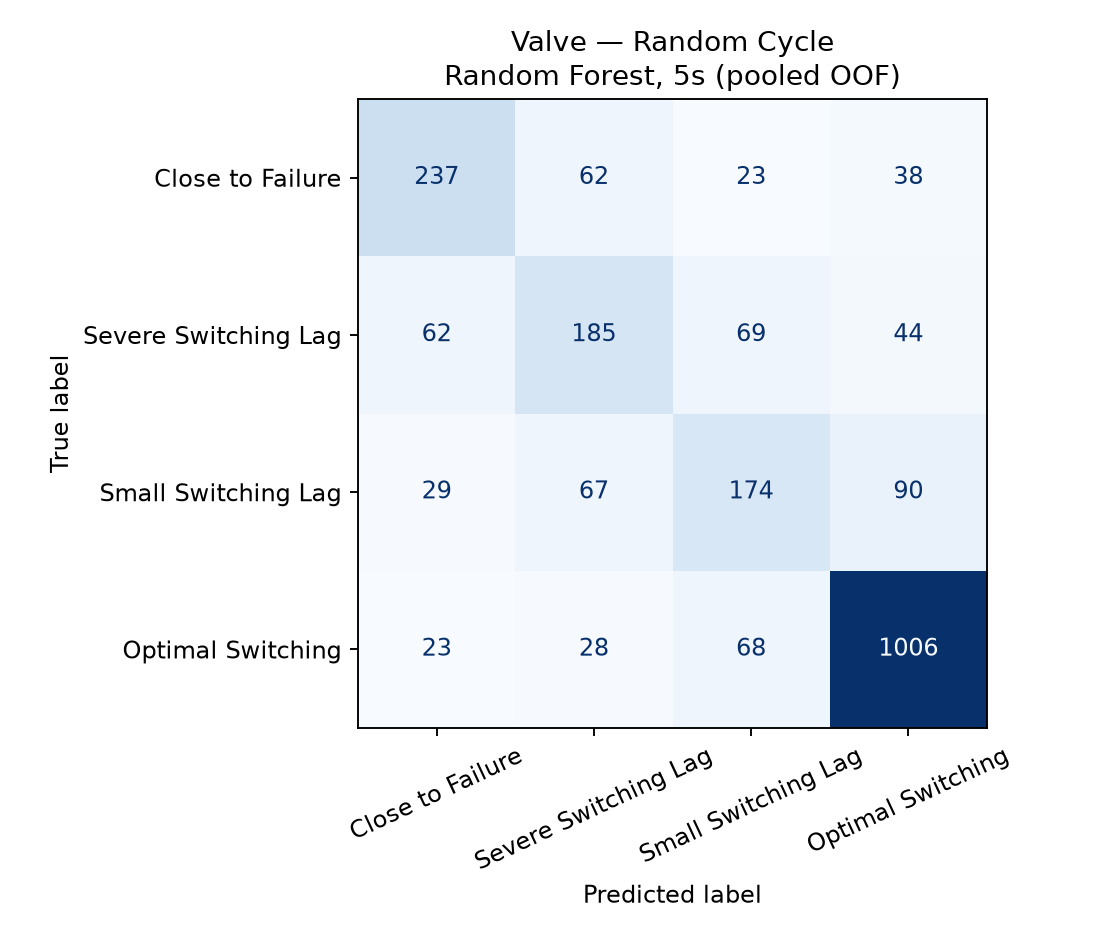 Valve — Random Cycle
Random Forest, 5s (pooled OOF)
True label
Close to Failure 237 62 23 38
Severe Switching Lag 62 185 69 44
Small Switching Lag 29 67 174 90
Optimal Switching 23 28 68 1006
Close to Failure Severe Switching Lag Small Switching Lag Optimal Switching
Predicted label